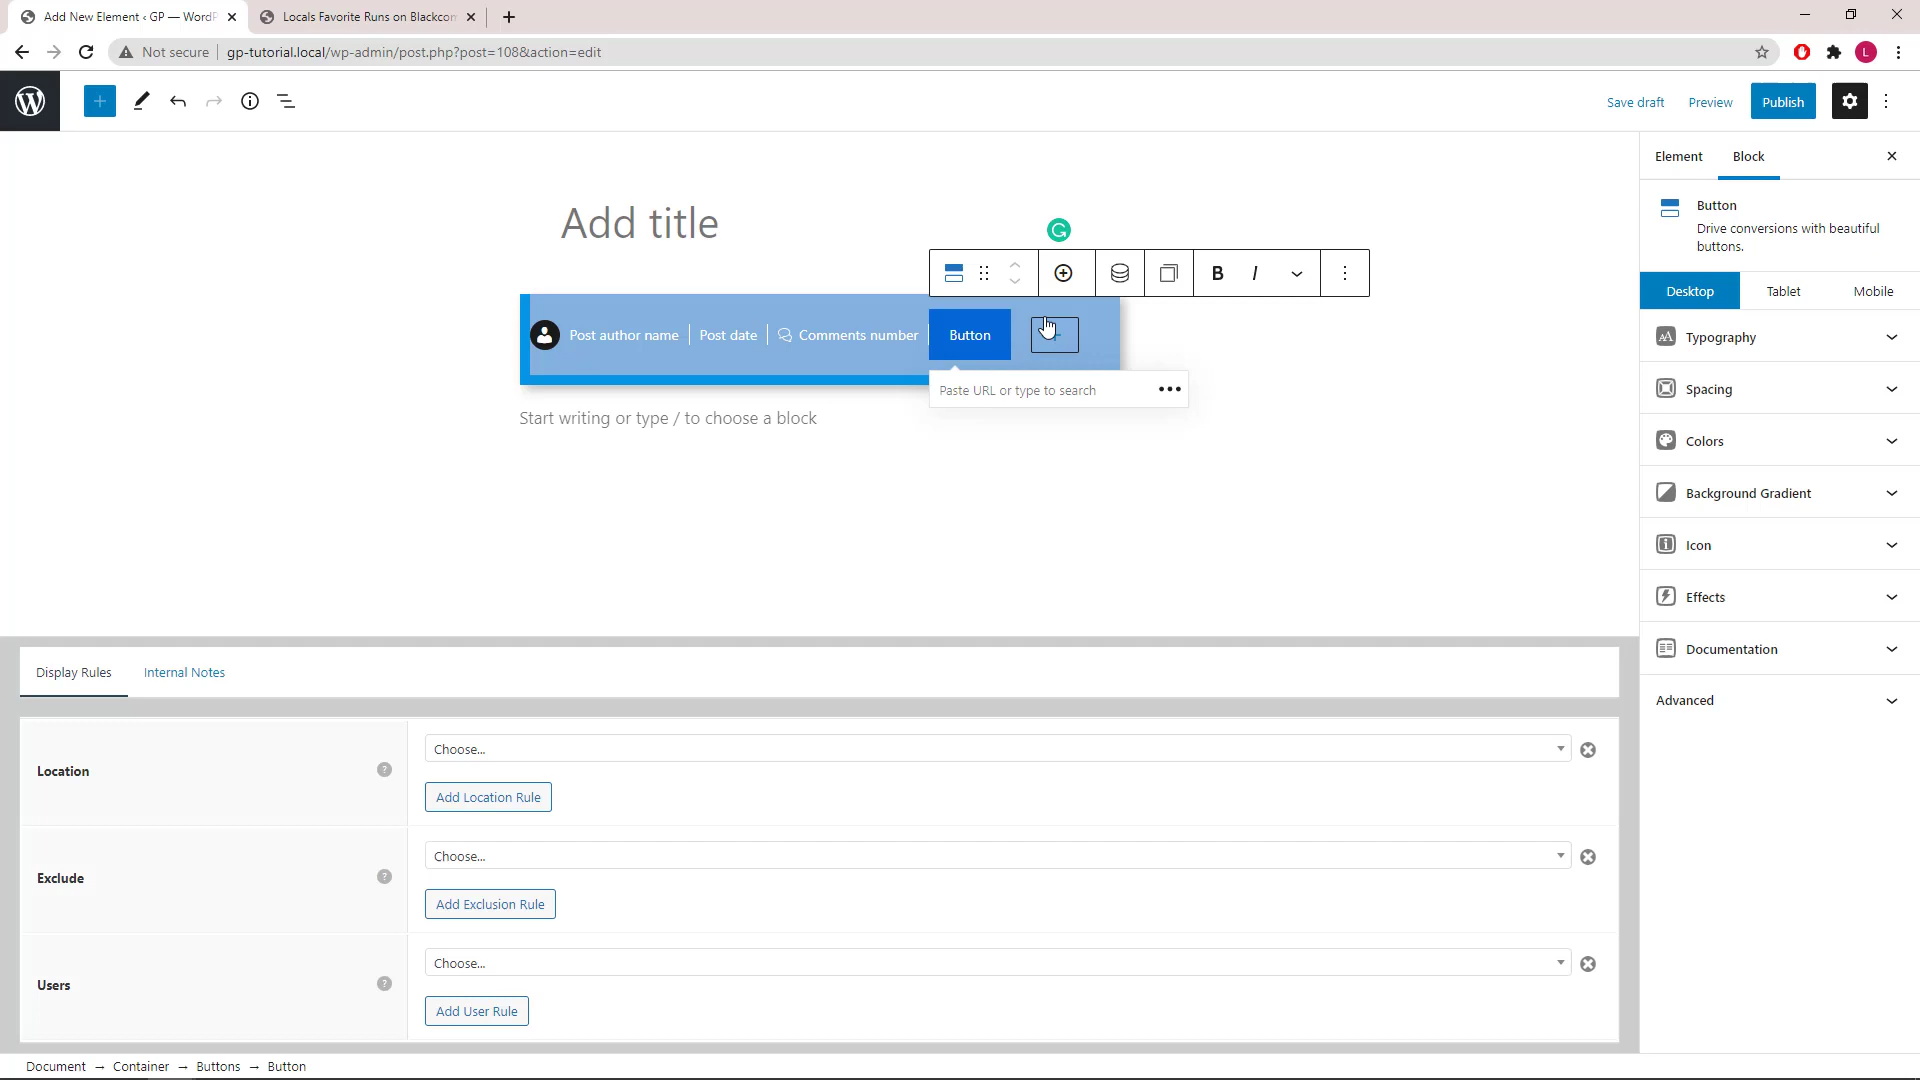 Add New Element ‹ GP — WordP
Locals Favorite Runs on Blackcom
Not secure
gp-tutorial.local/wp-admin/post.php?post=108&action=edit
L
Save draft
Preview
Publish
Add title
B I
Post author name
Post date
Comments number
Button
Paste URL or type to search
Start writing or type / to choose a block
Element
Block
Button
Drive conversions with beautiful
buttons.
Desktop
Tablet
Mobile
Typography
Spacing
Colors
Background Gradient
Icon
Effects
Documentation
Advanced
Display Rules
Internal Notes
Location
?
Choose...
Add Location Rule
Exclude
?
Choose...
Add Exclusion Rule
Users
?
Choose...
Add User Rule
Document → Container → Buttons → Button